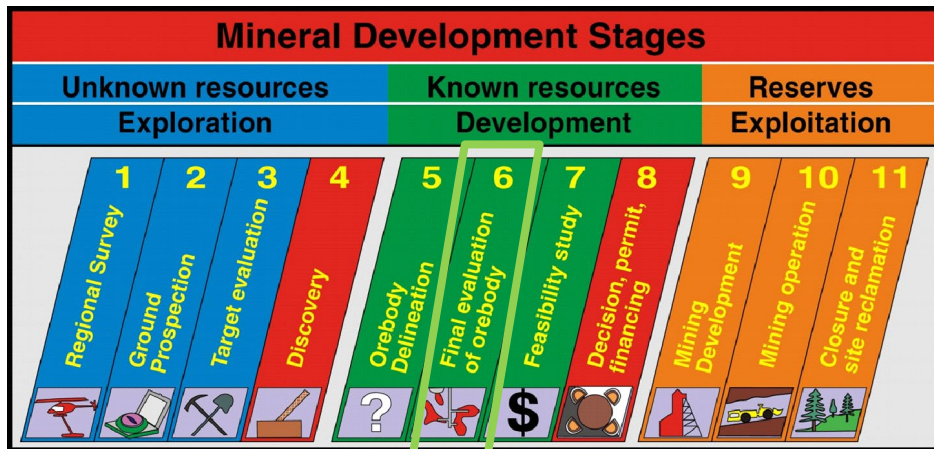 Mineral Development Stages
Unknown resources
Known resources
Reserves
Exploration
Development
Exploitation
1
Regional Survey
2
Ground
Prospection
3
Target evaluation
4
Discovery
5
Orebody
Delineation
6
Final evaluation
of orebody
7
Feasibility study
8
Decision, permit,
financing
9
Mining
Development
10
Mining operation
11
Closure and
site reclamation
?
$